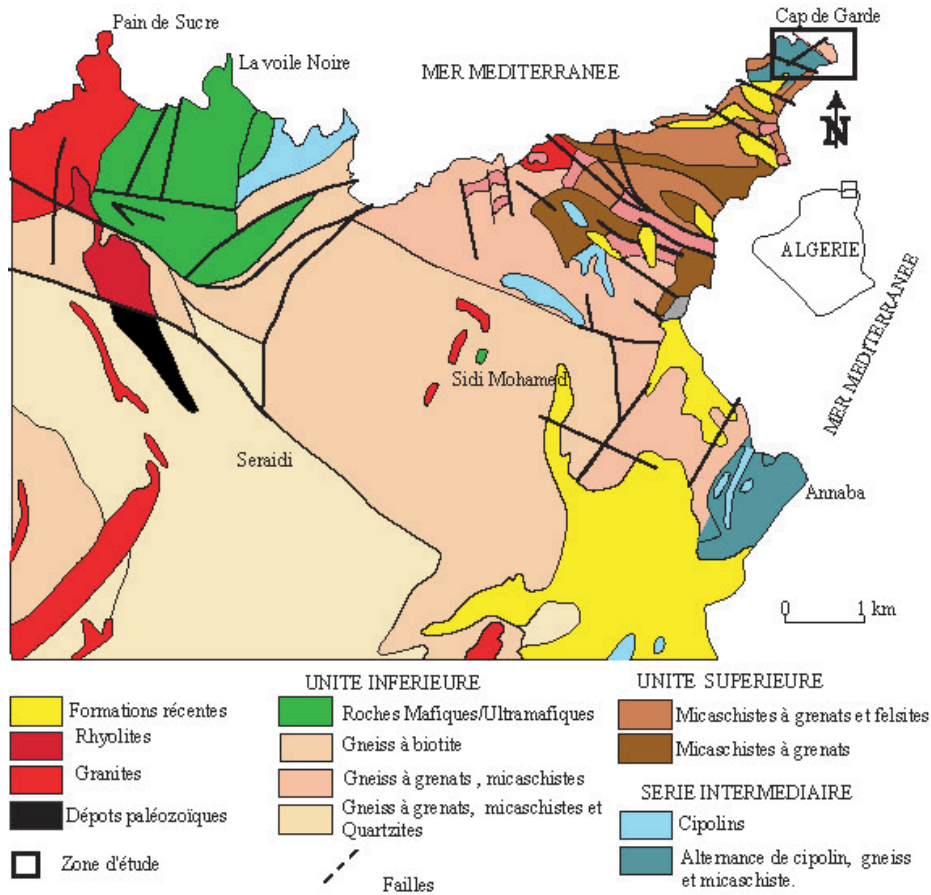 Pain de Sucre
La voile Noire
MER MEDITERRANEE
Cap de Garde
N
ALGERIE
MER MEDITERRANEE
Sidi Mohamed
Seraidi
Annaba
0 1 km
Formations récentes
Rhyolites
Granites
Dépots paléozoïques
Zone d'étude
UNITE INFERIEURE
Roches Mafiques/Ultramafiques
Gneiss à biotite
Gneiss à grenats , micaschistes
Gneiss à grenats, micaschistes et
Quartzites
Failles
UNITE SUPERIEURE
Micaschistes à grenats et felsites
Micaschistes à grenats
SERIE INTERMEDIAIRE
Cipolins
Alternance de cipolin, gneiss
et micaschiste.